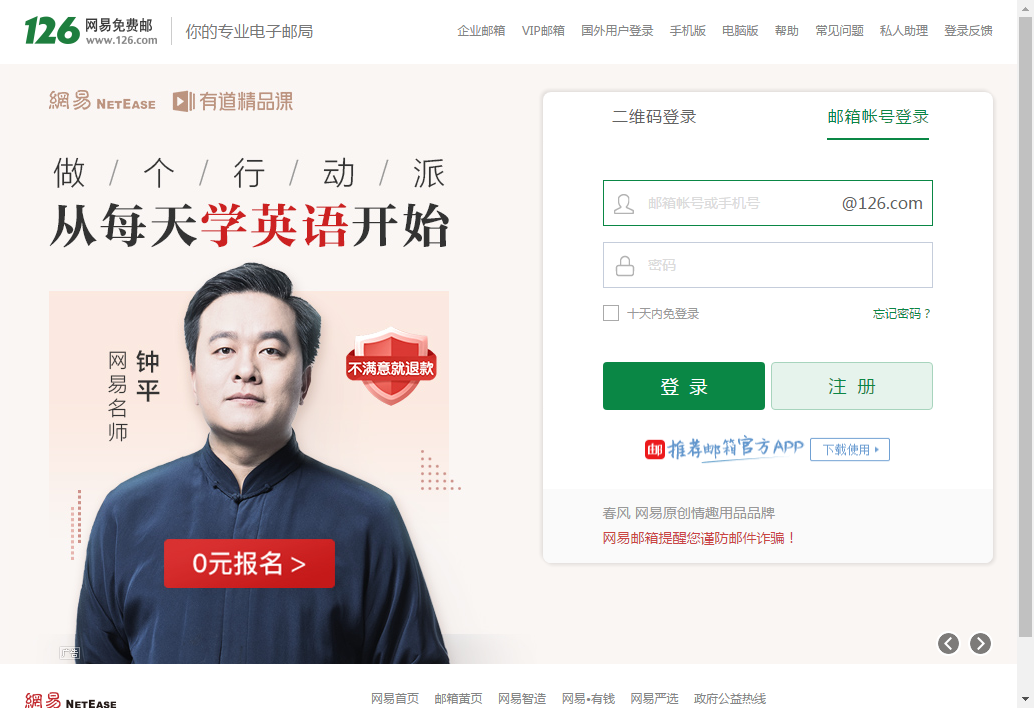 126 网易免费邮 www.126.com 你的专业电子邮局
企业邮箱 VIP邮箱 国外用户登录 手机版 电脑版 帮助 常见问题 私人助理 登录反馈
網易 NETEASE 有道精品课
做 / 个 / 行 / 动 / 派
从每天学英语开始
网易名师
钟平
不满意就退款
0元报名 >
广告
二维码登录 邮箱帐号登录
邮箱帐号或手机号 @126.com
密码
十天内免登录 忘记密码？
登 录 注 册
邮 推荐邮箱官方APP 下载使用
春风 网易原创情趣用品品牌
网易邮箱提醒您谨防邮件诈骗！
網易 NETEASE 网易首页 邮箱黄页 网易智造 网易•有钱 网易严选 政府公益热线